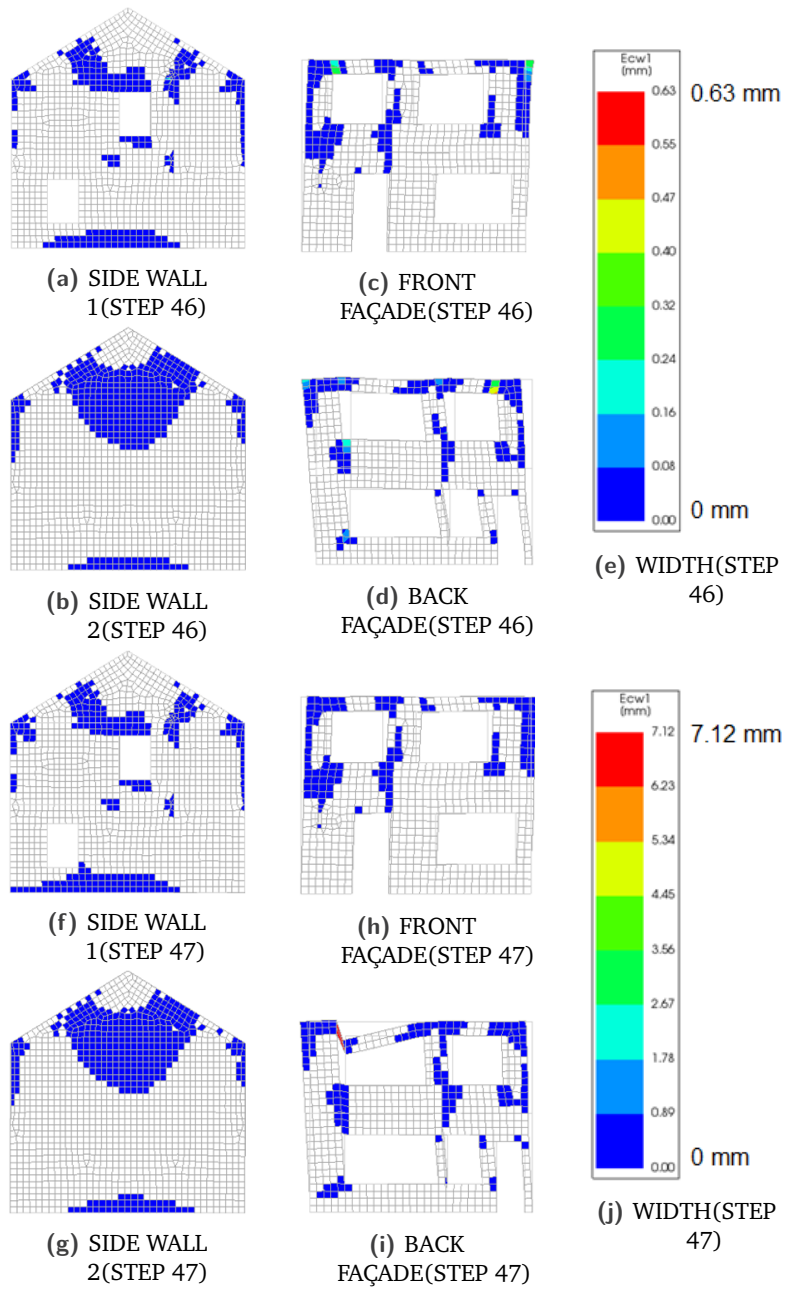 Ecw1
(mm)
0.63
0.55
0.47
0.40
0.32
0.24
0.16
0.08
0.00
0.63 mm
0 mm
(a) SIDE WALL
1(STEP 46)
(c) FRONT
FAÇADE(STEP 46)
(b) SIDE WALL
2(STEP 46)
(d) BACK
FAÇADE(STEP 46)
(e) WIDTH(STEP
46)
Ecw1
(mm)
7.12
6.23
5.34
4.45
3.56
2.67
1.78
0.89
0.00
7.12 mm
0 mm
(f) SIDE WALL
1(STEP 47)
(h) FRONT
FAÇADE(STEP 47)
(g) SIDE WALL
2(STEP 47)
(i) BACK
FAÇADE(STEP 47)
(j) WIDTH(STEP
47)